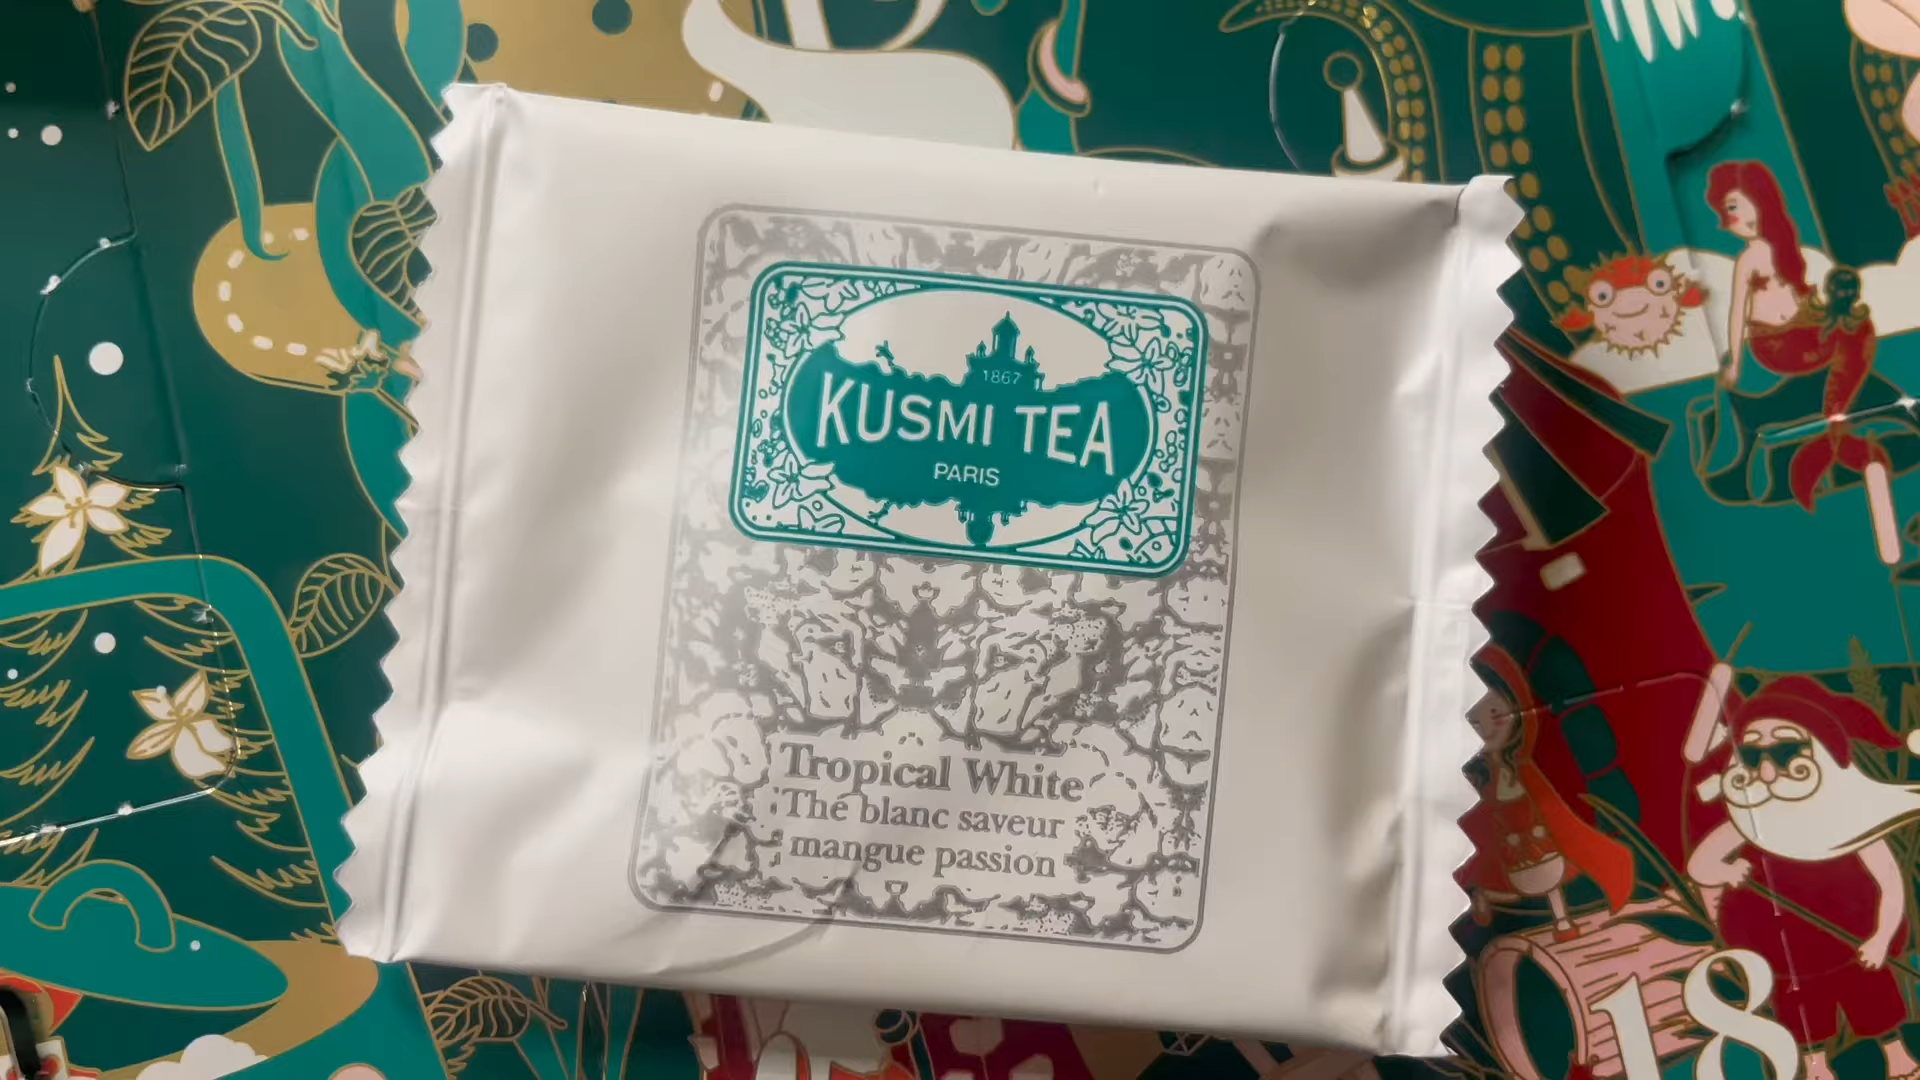 1867
KUSMI TEA
PARIS
Tropical White
Thé blanc saveur
mangue passion
18